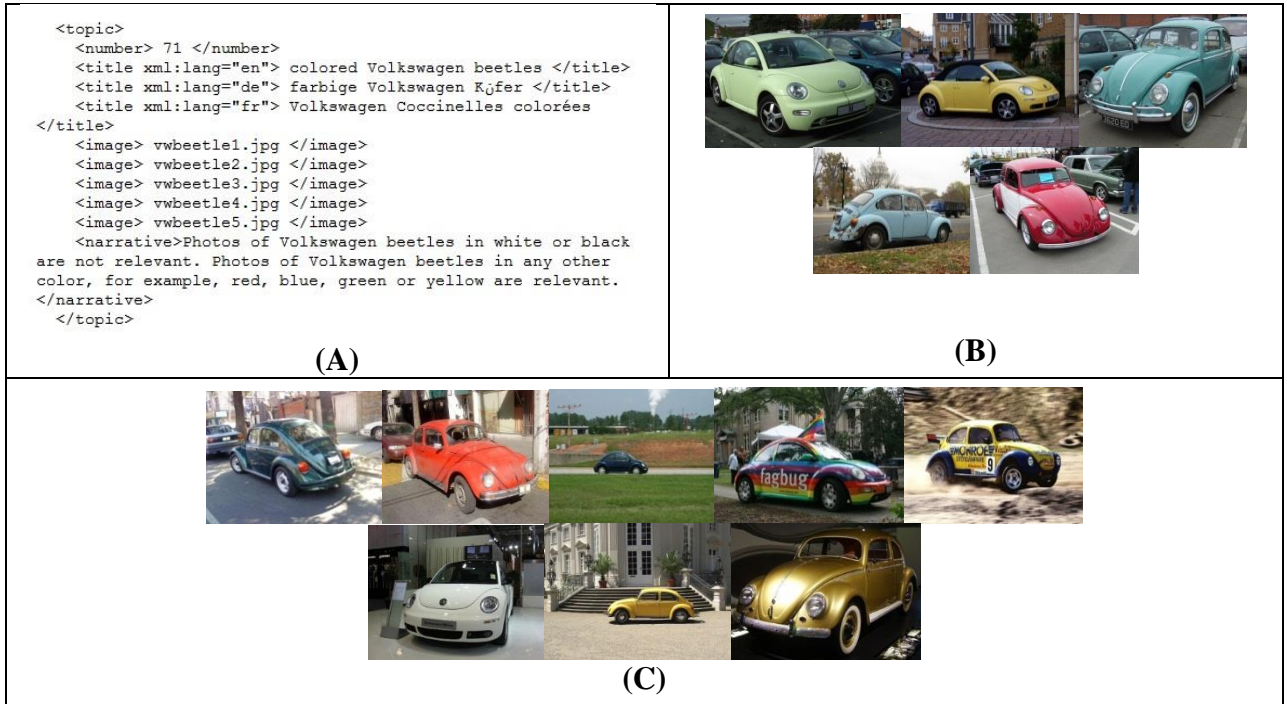 <topic>
<number> 71 </number>
<title xml:lang="en"> colored Volkswagen beetles </title>
<title xml:lang="de"> farbige Volkswagen Kنfer </title>
<title xml:lang="fr"> Volkswagen Coccinelles colorées
</title>
<image> vwbeetle1.jpg </image>
<image> vwbeetle2.jpg </image>
<image> vwbeetle3.jpg </image>
<image> vwbeetle4.jpg </image>
<image> vwbeetle5.jpg </image>
<narrative>Photos of Volkswagen beetles in white or black
are not relevant. Photos of Volkswagen beetles in any other
color, for example, red, blue, green or yellow are relevant.
</narrative>
</topic>
(A)
(B)
fagbug
MONROE
9
(C)